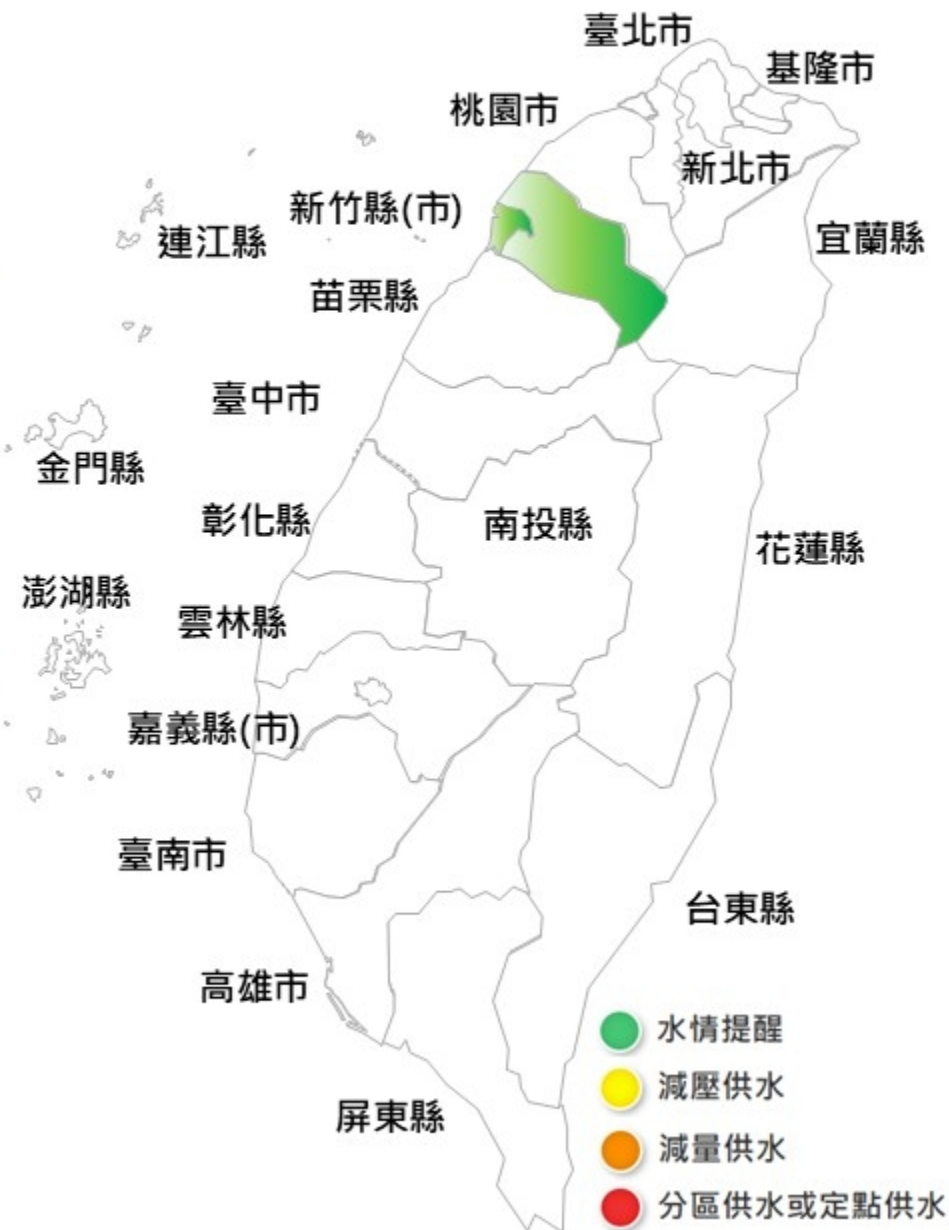 臺北市
基隆市
桃園市
新北市
新竹縣(市)
連江縣
宜蘭縣
苗栗縣
臺中市
金門縣
彰化縣
南投縣
花蓮縣
澎湖縣
雲林縣
嘉義縣(市)
臺南市
台東縣
高雄市
屏東縣
水情提醒
減壓供水
減量供水
分區供水或定點供水